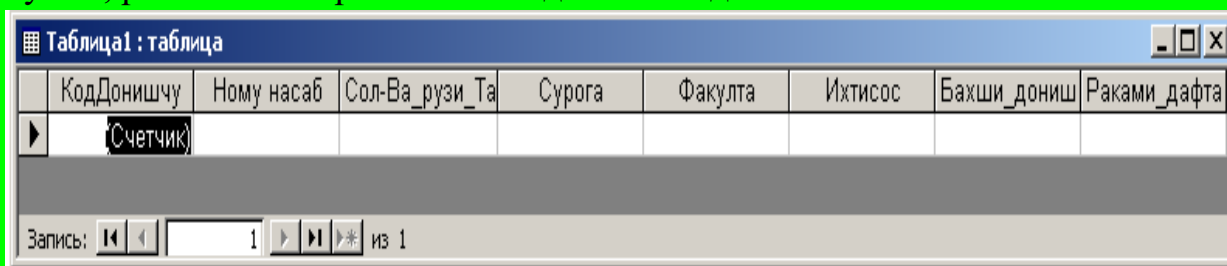 Таблица1 : таблица
КодДонишчу Ному насаб Сол-Ва_рузи_Та Сурога Факулта Ихтисос Бахши_дониш Раками_дафта
(Счетчик)
Запись: 1 из 1